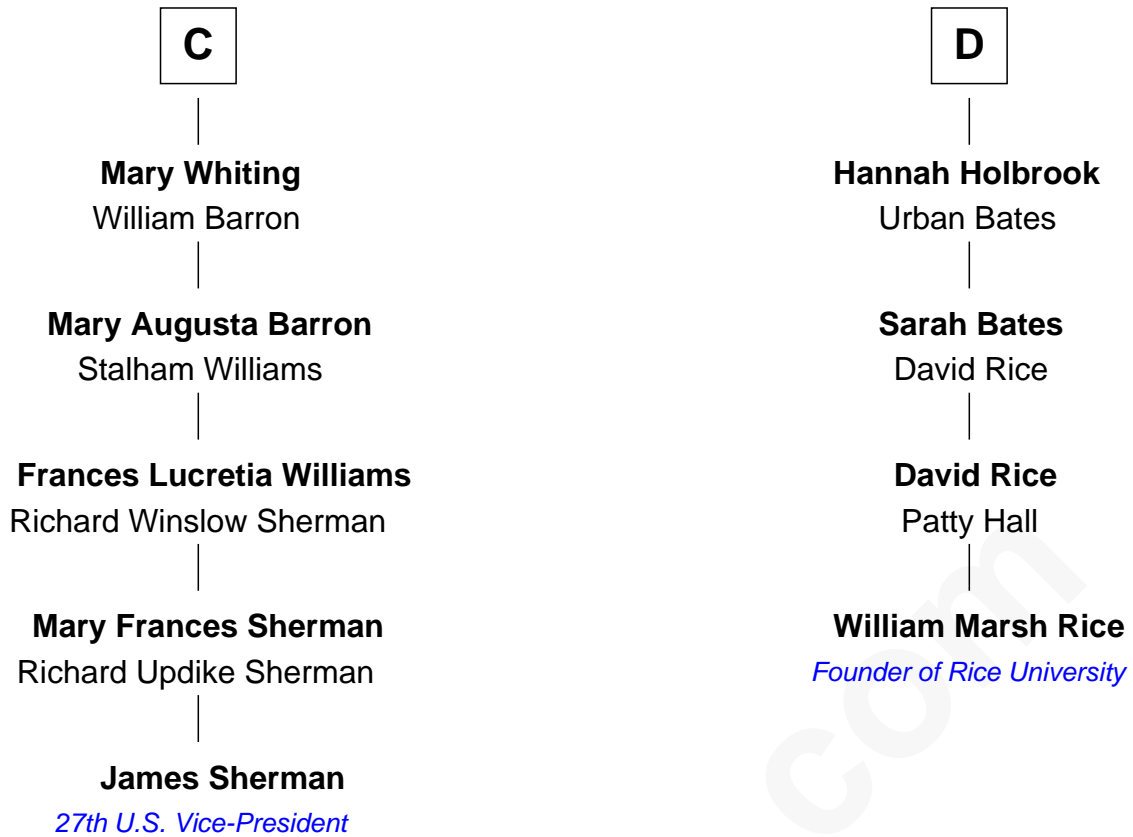 C
Mary Whiting
William Barron
Mary Augusta Barron
Stalham Williams
Frances Lucretia Williams
Richard Winslow Sherman
Mary Frances Sherman
Richard Updike Sherman
James Sherman
27th U.S. Vice-President
D
Hannah Holbrook
Urban Bates
Sarah Bates
David Rice
David Rice
Patty Hall
William Marsh Rice
Founder of Rice University
com